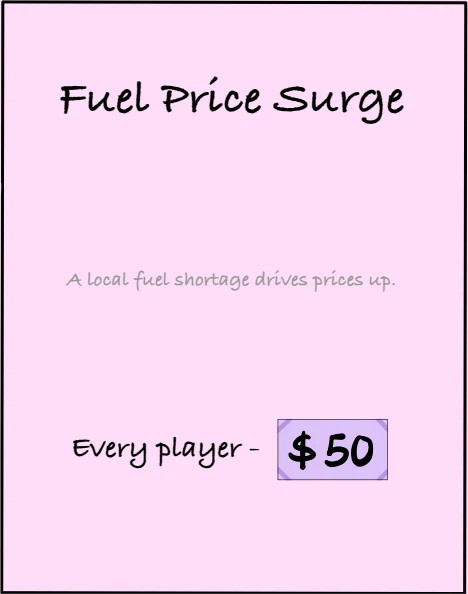 Fuel Price Surge
A local fuel shortage drives prices up.
Every player - $50